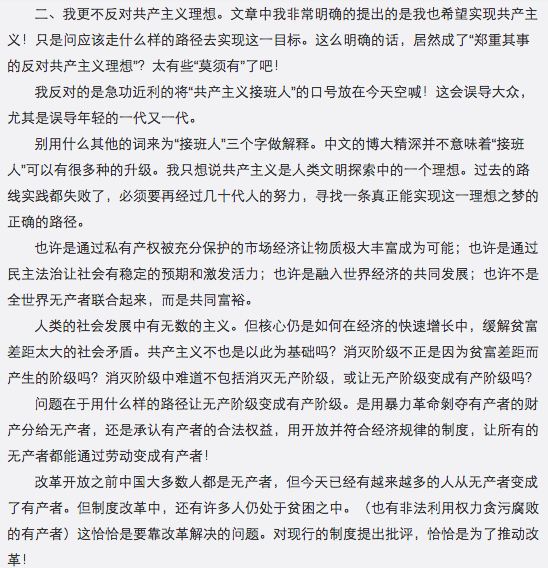 二、我更不反对共产主义理想。文章中我非常明确的提出的是我也希望实现共产主
义！只是问应该走什么样的路径去实现这一目标。这么明确的话，居然成了“郑重其事
的反对共产主义理想”？太有些“莫须有”了吧！
我反对的是急功近利的将“共产主义接班人”的口号放在今天空喊！这会误导大众，
尤其是误导年轻的一代又一代。
别用什么其他的词来为“接班人”三个字做解释。中文的博大精深并不意味着“接班
人”可以有很多种的升级。我只想说共产主义是人类文明探索中的一个理想。过去的路
线实践都失败了，必须要再经过几十代人的努力，寻找一条真正能实现这一理想之梦的
正确的路径。
也许是通过私有产权被充分保护的市场经济让物质极大丰富成为可能；也许是通过
民主法治让社会有稳定的预期和激发活力；也许是融入世界经济的共同发展；也许不是
全世界无产者联合起来，而是共同富裕。
人类的社会发展中有无数的主义。但核心仍是如何在经济的快速增长中，缓解贫富
差距太大的社会矛盾。共产主义不也是以此为基础吗？消灭阶级不正是因为贫富差距而
产生的阶级吗？消灭阶级中难道不包括消灭无产阶级，或让无产阶级变成有产阶级吗？
问题在于用什么样的路径让无产阶级变成有产阶级。是用暴力革命剝夺有产者的财
产分给无产者，还是承认有产者的合法权益，用开放并符合经济规律的制度，让所有的
无产者都能通过劳动变成有产者！
改革开放之前中国大多数人都是无产者，但今天已经有越来越多的人从无产者变成
了有产者。但制度改革中，还有许多人仍处于贫困之中。（也有非法利用权力贪污腐败
的有产者）这恰恰是要靠改革解决的问题。对现行的制度提出批评，恰恰是为了推动改
革！